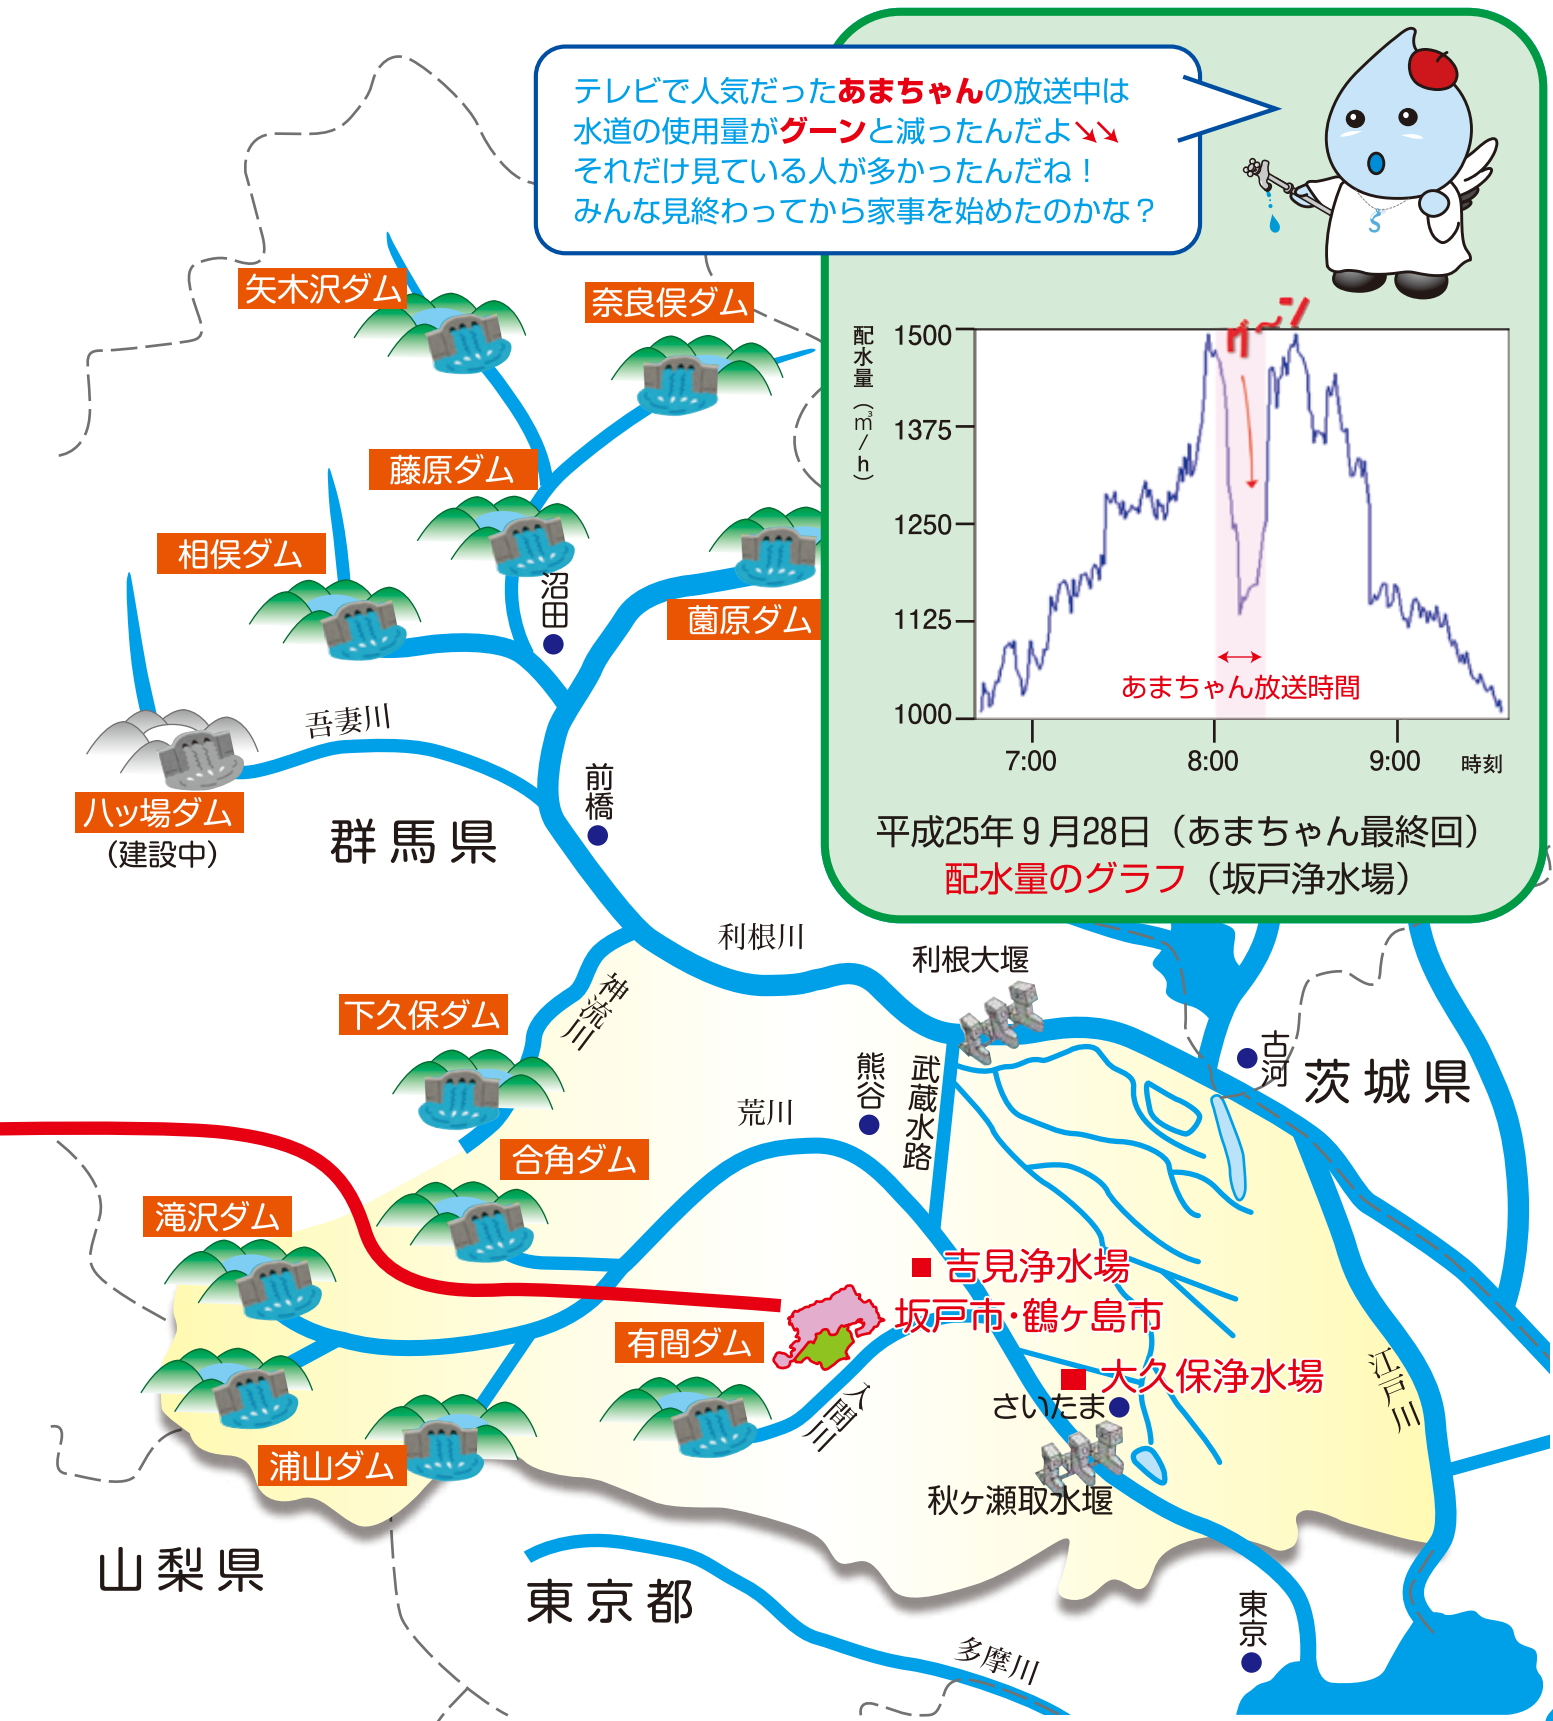 テレビで人気だったあまちゃんの放送中は
水道の使用量がグーンと減ったんだよ↘↘
それだけ見ている人が多かったんだね！
みんな見終わってから家事を始めたのかな？
グーン
配水量（㎥/h）
1500
1375
1250
1125
1000
あまちゃん放送時間
7:00
8:00
9:00
時刻
平成25年9月28日（あまちゃん最終回）
配水量のグラフ（坂戸浄水場）
矢木沢ダム
奈良俣ダム
藤原ダム
相俣ダム
沼田
薗原ダム
吾妻川
八ッ場ダム
（建設中）
前橋
群馬県
利根川
利根大堰
神流川
下久保ダム
古河
茨城県
熊谷
武蔵水路
荒川
合角ダム
滝沢ダム
吉見浄水場
坂戸市・鶴ヶ島市
有間ダム
大久保浄水場
さいたま
入間川
江戸川
浦山ダム
秋ヶ瀬取水堰
山梨県
東京都
東京
多摩川